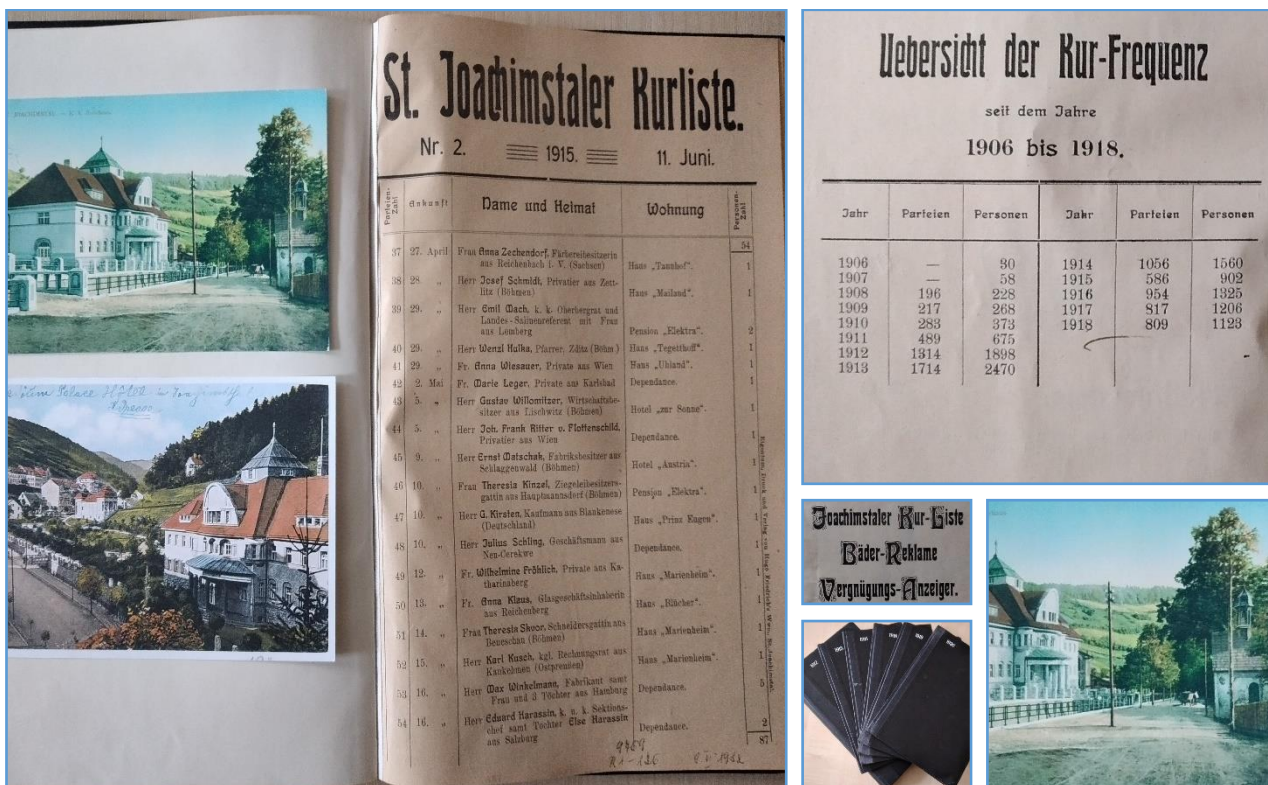 St. Joachimstaler Kurliste.
Nr. 2. 1915. 11. Juni.
Parteien-Zahl Ankunft Name und Heimat Wohnung Personen-Zahl
54
37 27. April Frau Anna Zechendorf, Färbereibesitzerin
aus Reichenbach i. V. (Sachsen) Haus „Tannhof“. 1
38 28. „ Herr Josef Schmidt, Privatier aus Zett-
litz (Böhmen) Haus „Mailand“. 1
39 29. „ Herr Emil Mach, k. k. Oberbergrat und
Landes-Salinenreferent mit Frau
aus Lemberg Pension „Elektra“. 2
40 29. „ Herr Wenzl Hulka, Pfarrer, Zditz (Böhm) Haus „Tegetthoff“. 1
41 29. „ Fr. Anna Wiesauer, Private aus Wien Haus „Uhland“. 1
42 2. Mai Fr. Marie Leger, Private aus Karlsbad Dependance. 1
43 5. „ Herr Gustav Willomitzer, Wirtschaftsbe-
sitzer aus Lischwitz (Böhmen) Hotel „zur Sonne“. 1
44 5. „ Herr Joh. Frank Ritter v. Flottenschild,
Privatier aus Wien Dependance. 1
45 9. „ Herr Ernst Matschak, Fabriksbesitzer aus
Schlaggenwald (Böhmen) Hotel „Austria“. 1
46 10. „ Frau Theresia Kinzel, Ziegeleibesitzers-
gattin aus Hauptmannsdorf (Böhmen) Pension „Elektra“. 1
47 10. „ Herr G. Kirsten, Kaufmann aus Blankenese
(Deutschland) Haus „Prinz Eugen“. 1
48 10. „ Herr Julius Schling, Geschäftsmann aus
Neu-Cerekwe Dependance. 1
49 12. „ Fr. Wilhelmine Fröhlich, Private aus Ka-
tharinaberg Haus „Marienheim“. 1
50 13. „ Fr. Anna Klaus, Glasgeschäftsinhaberin
aus Reichenberg Haus „Blücher“. 1
51 14. „ Frau Theresia Skvor, Schneidersgattin aus
Beneschau (Böhmen) Haus „Marienheim“. 1
52 15. „ Herr Karl Kusch, kgl. Rechnungsrat aus
Kaukehmen (Ostpreußen) Haus „Marienheim“. 1
53 16. „ Herr Max Winkelmann, Fabrikant samt
Frau und 3 Töchter aus Hamburg Dependance. 5
54 16. „ Herr Eduard Harassin, k. u. k. Sektions-
chef samt Tochter Else Harassin
aus Salzburg Dependance. 2
87
Palace Hôtel
Uebersicht der Kur-Frequenz
seit dem Jahre
1906 bis 1918.
Jahr Parteien Personen Jahr Parteien Personen
1906 — 30 1914 1056 1560
1907 — 58 1915 586 902
1908 196 228 1916 954 1325
1909 217 268 1917 817 1206
1910 283 373 1918 809 1123
1911 489 675
1912 1314 1898
1913 1714 2470
Joachimstaler Kur-Liste
Bäder-Reklame
Vergnügungs-Anzeiger.